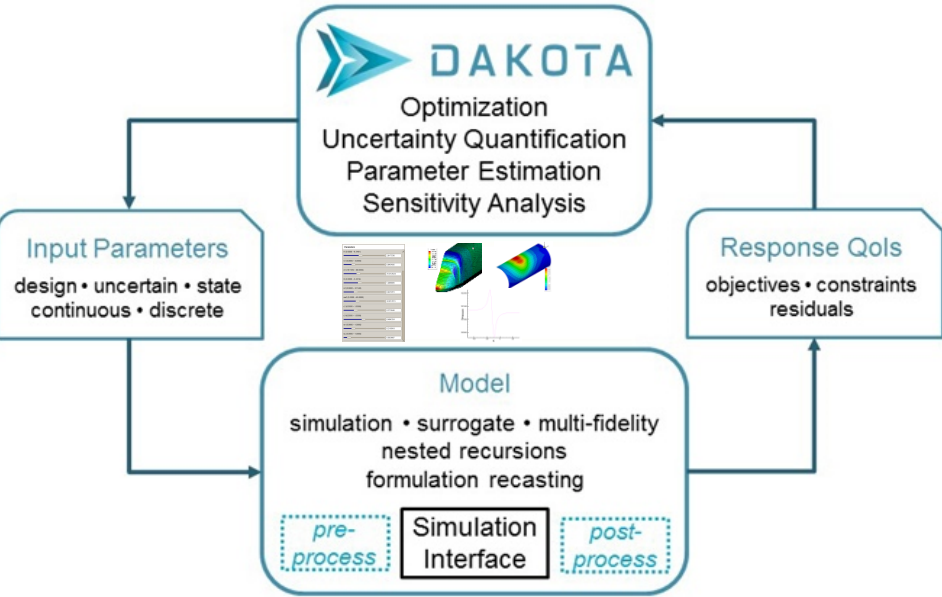 DAKOTA
Optimization
Uncertainty Quantification
Parameter Estimation
Sensitivity Analysis
Input Parameters
design • uncertain • state
continuous • discrete
Response QoIs
objectives • constraints
residuals
Model
simulation • surrogate • multi-fidelity
nested recursions
formulation recasting
pre-
process
Simulation
Interface
post-
process